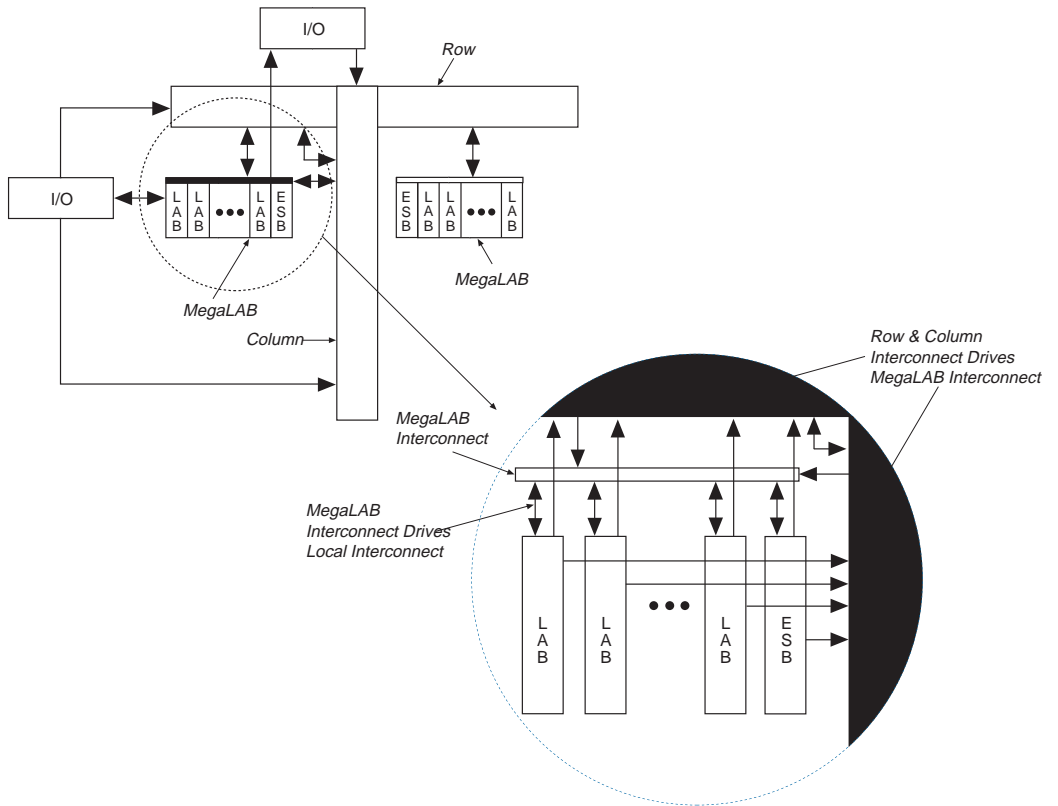 I/O
Row
I/O
L
A
B
L
A
B
●●●
L
A
B
E
S
B
E
S
B
L
A
B
L
A
B
●●●
L
A
B
MegaLAB
MegaLAB
Column
Row & Column
Interconnect Drives
MegaLAB Interconnect
MegaLAB
Interconnect
MegaLAB
Interconnect Drives
Local Interconnect
●●●
L
A
B
L
A
B
L
A
B
E
S
B